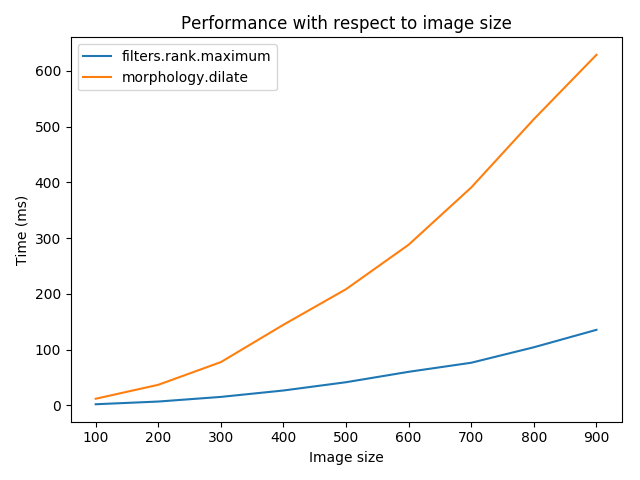 Performance with respect to image size
filters.rank.maximum
morphology.dilate
Time (ms)
600
500
400
300
200
100
0
100 200 300 400 500 600 700 800 900
Image size